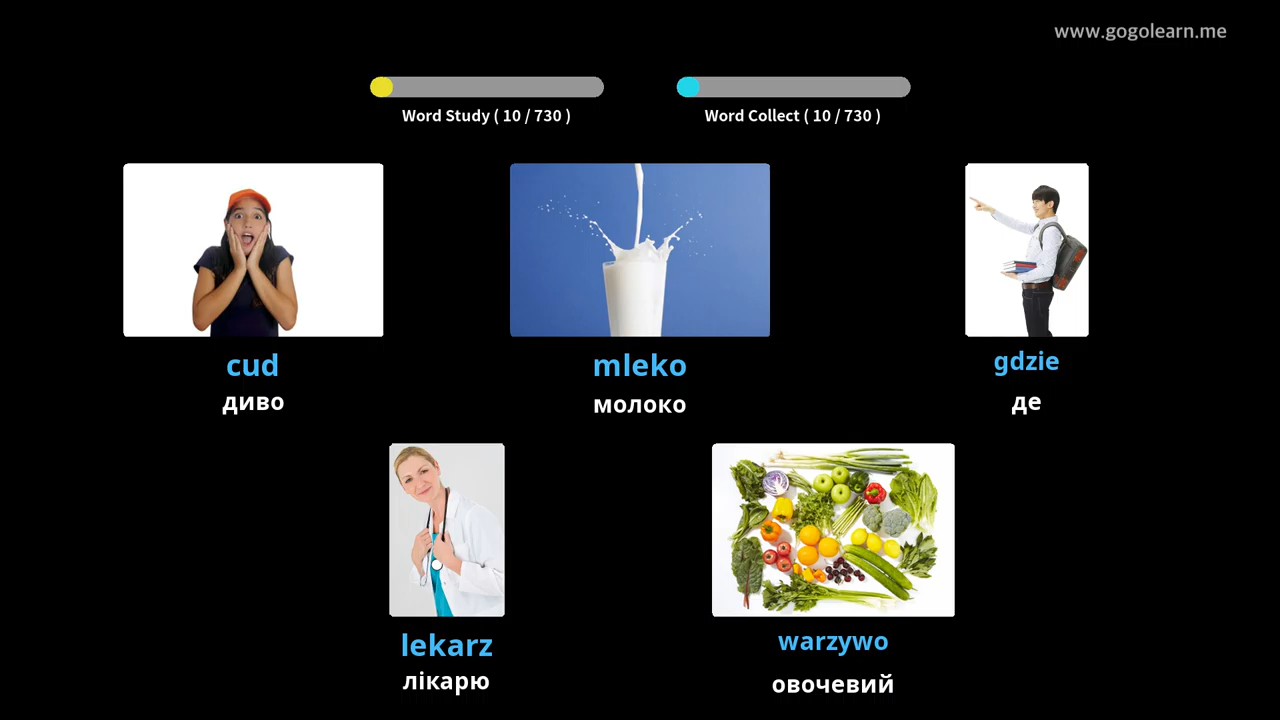 www.gogolearn.me
Word Study ( 10 / 730 )
Word Collect ( 10 / 730 )
cud
диво
mleko
молоко
gdzie
де
lekarz
лікарю
warzywo
овочевий